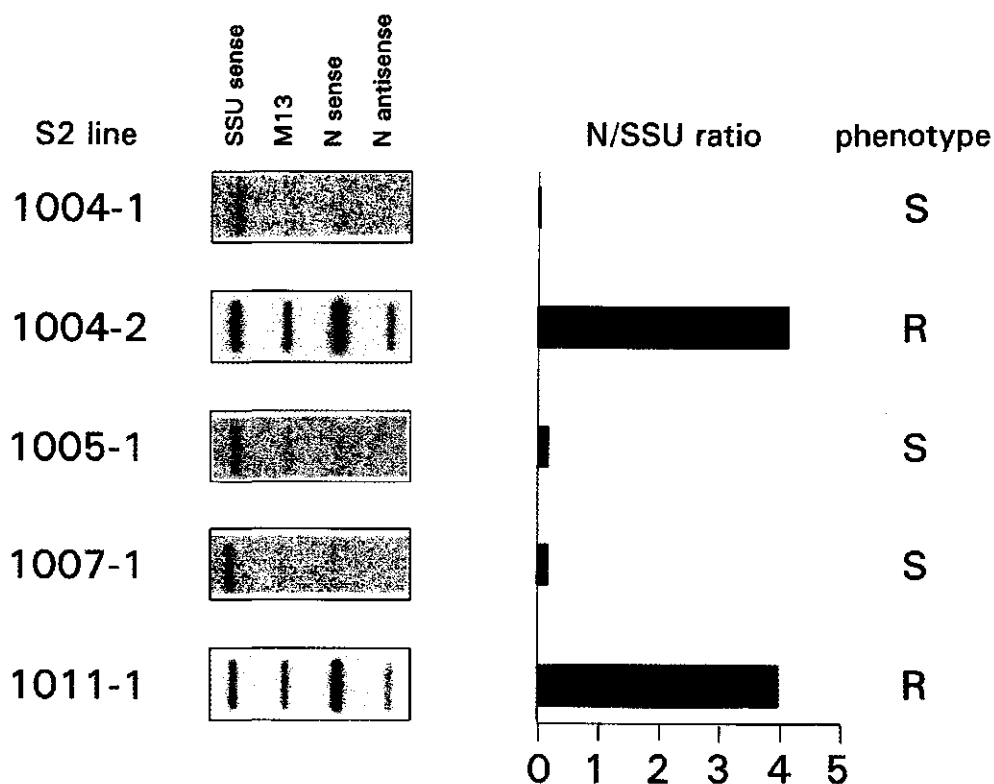 SSU sense
M13
N sense
N antisense
S2 line
N/SSU ratio
phenotype
1004-1
S
1004-2
R
1005-1
S
1007-1
S
1011-1
R
0 1 2 3 4 5